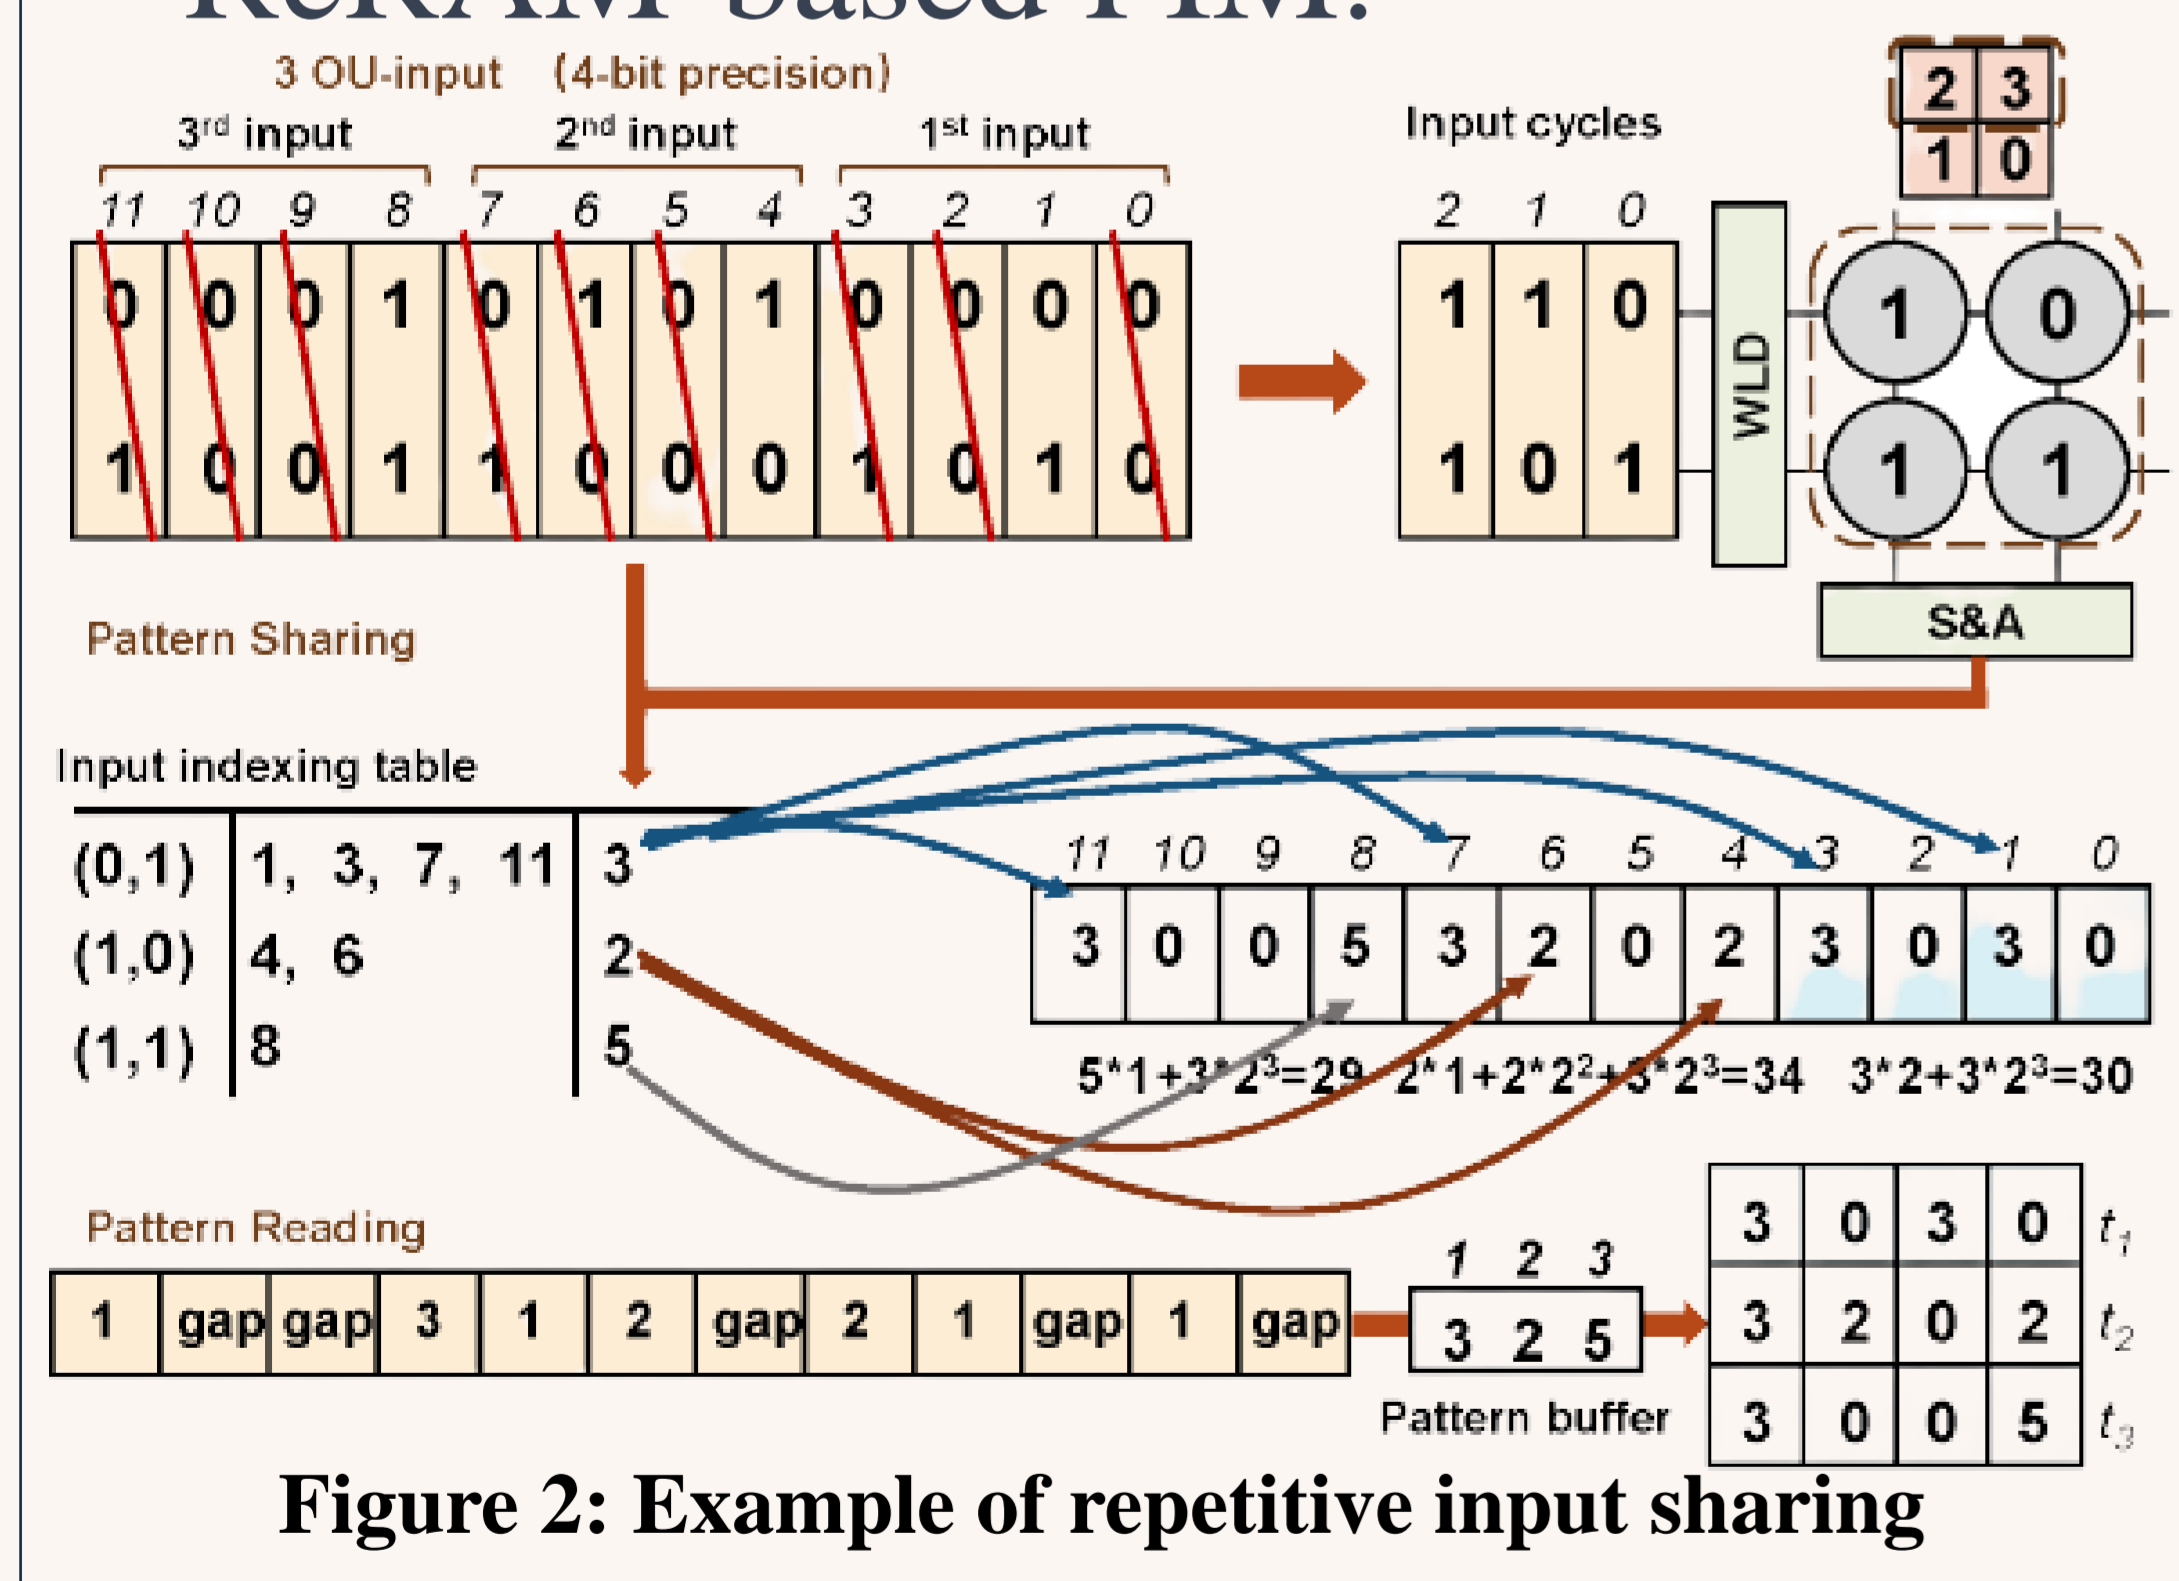 ReRAM-based PIM.
3 OU-input (4-bit precision)
3rd input 2nd input 1st input
11 10 9 8 7 6 5 4 3 2 1 0
0 0 0 1 0 1 0 1 0 0 0 0
1 0 0 1 1 0 0 0 1 0 1 0
Input cycles
2 1 0
1 1 0
1 0 1
WLD
2 3
1 0
1 0
1 1
S&A
Pattern Sharing
Input indexing table
(0,1) 1, 3, 7, 11 3
(1,0) 4, 6 2
(1,1) 8 5
11 10 9 8 7 6 5 4 3 2 1 0
3 0 0 5 3 2 0 2 3 0 3 0
5*1+3*2³=29 2*1+2*2²+3*2³=34 3*2+3*2³=30
Pattern Reading
1 gap gap 3 1 2 gap 2 1 gap 1 gap
1 2 3
3 2 5
Pattern buffer
3 0 3 0 t1
3 2 0 2 t2
3 0 0 5 t3
Figure 2: Example of repetitive input sharing